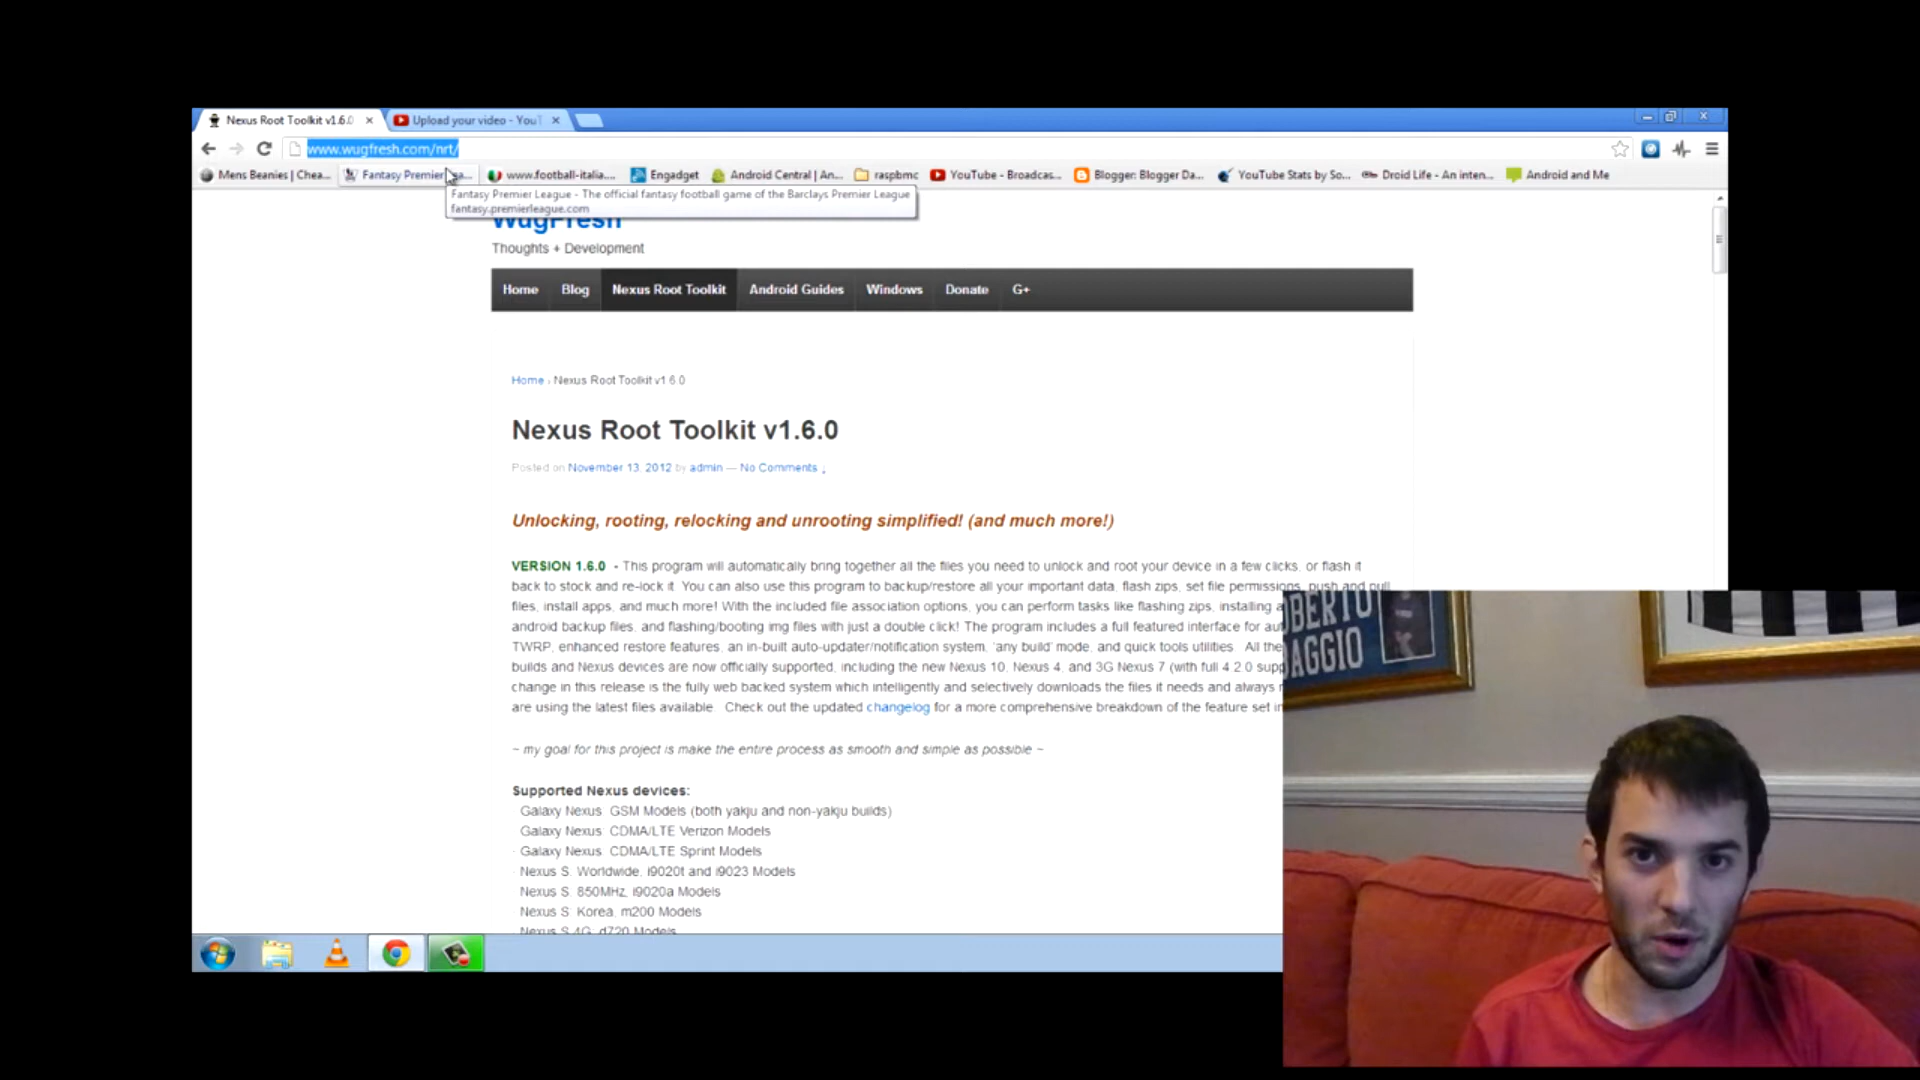 Nexus Root Toolkit v1.6.0
Upload your video - YouT
www.wugfresh.com/nrt/
Mens Beanies | Chea...
Fantasy Premier
www.football-italia....
Engadget
Android Central | An...
raspbmc
YouTube - Broadcas...
Blogger: Blogger Da...
YouTube Stats by So...
Droid Life - An inten...
Android and Me
Fantasy Premier League - The official fantasy football game of the Barclays Premier League
fantasy.premierleague.com
WugFresh
Thoughts + Development
Home
Blog
Nexus Root Toolkit
Android Guides
Windows
Donate
G+
Home › Nexus Root Toolkit v1.6.0
Nexus Root Toolkit v1.6.0
Posted on November 13, 2012 by admin — No Comments ↓
Unlocking, rooting, relocking and unrooting simplified! (and much more!)
VERSION 1.6.0 - This program will automatically bring together all the files you need to unlock and root your device in a few clicks, or flash it
back to stock and re-lock it. You can also use this program to backup/restore all your important data, flash zips, set file permissions, push and pull
files, install apps, and much more! With the included file association options, you can perform tasks like flashing zips, installing a
android backup files, and flashing/booting img files with just a double click! The program includes a full featured interface for aut
TWRP, enhanced restore features, an in-built auto-updater/notification system, 'any build' mode, and quick tools utilities. All the
builds and Nexus devices are now officially supported, including the new Nexus 10, Nexus 4, and 3G Nexus 7 (with full 4.2.0 supp
change in this release is the fully web backed system which intelligently and selectively downloads the files it needs and always
are using the latest files available. Check out the updated changelog for a more comprehensive breakdown of the feature set in
~ my goal for this project is make the entire process as smooth and simple as possible ~
Supported Nexus devices:
Galaxy Nexus: GSM Models (both yakju and non-yakju builds)
Galaxy Nexus: CDMA/LTE Verizon Models
· Galaxy Nexus: CDMA/LTE Sprint Models
· Nexus S: Worldwide, i9020t and i9023 Models
Nexus S: 850MHz, i9020a Models
Nexus S: Korea, m200 Models
Nexus S 4G: d720 Models
OBERTO
AGGIO